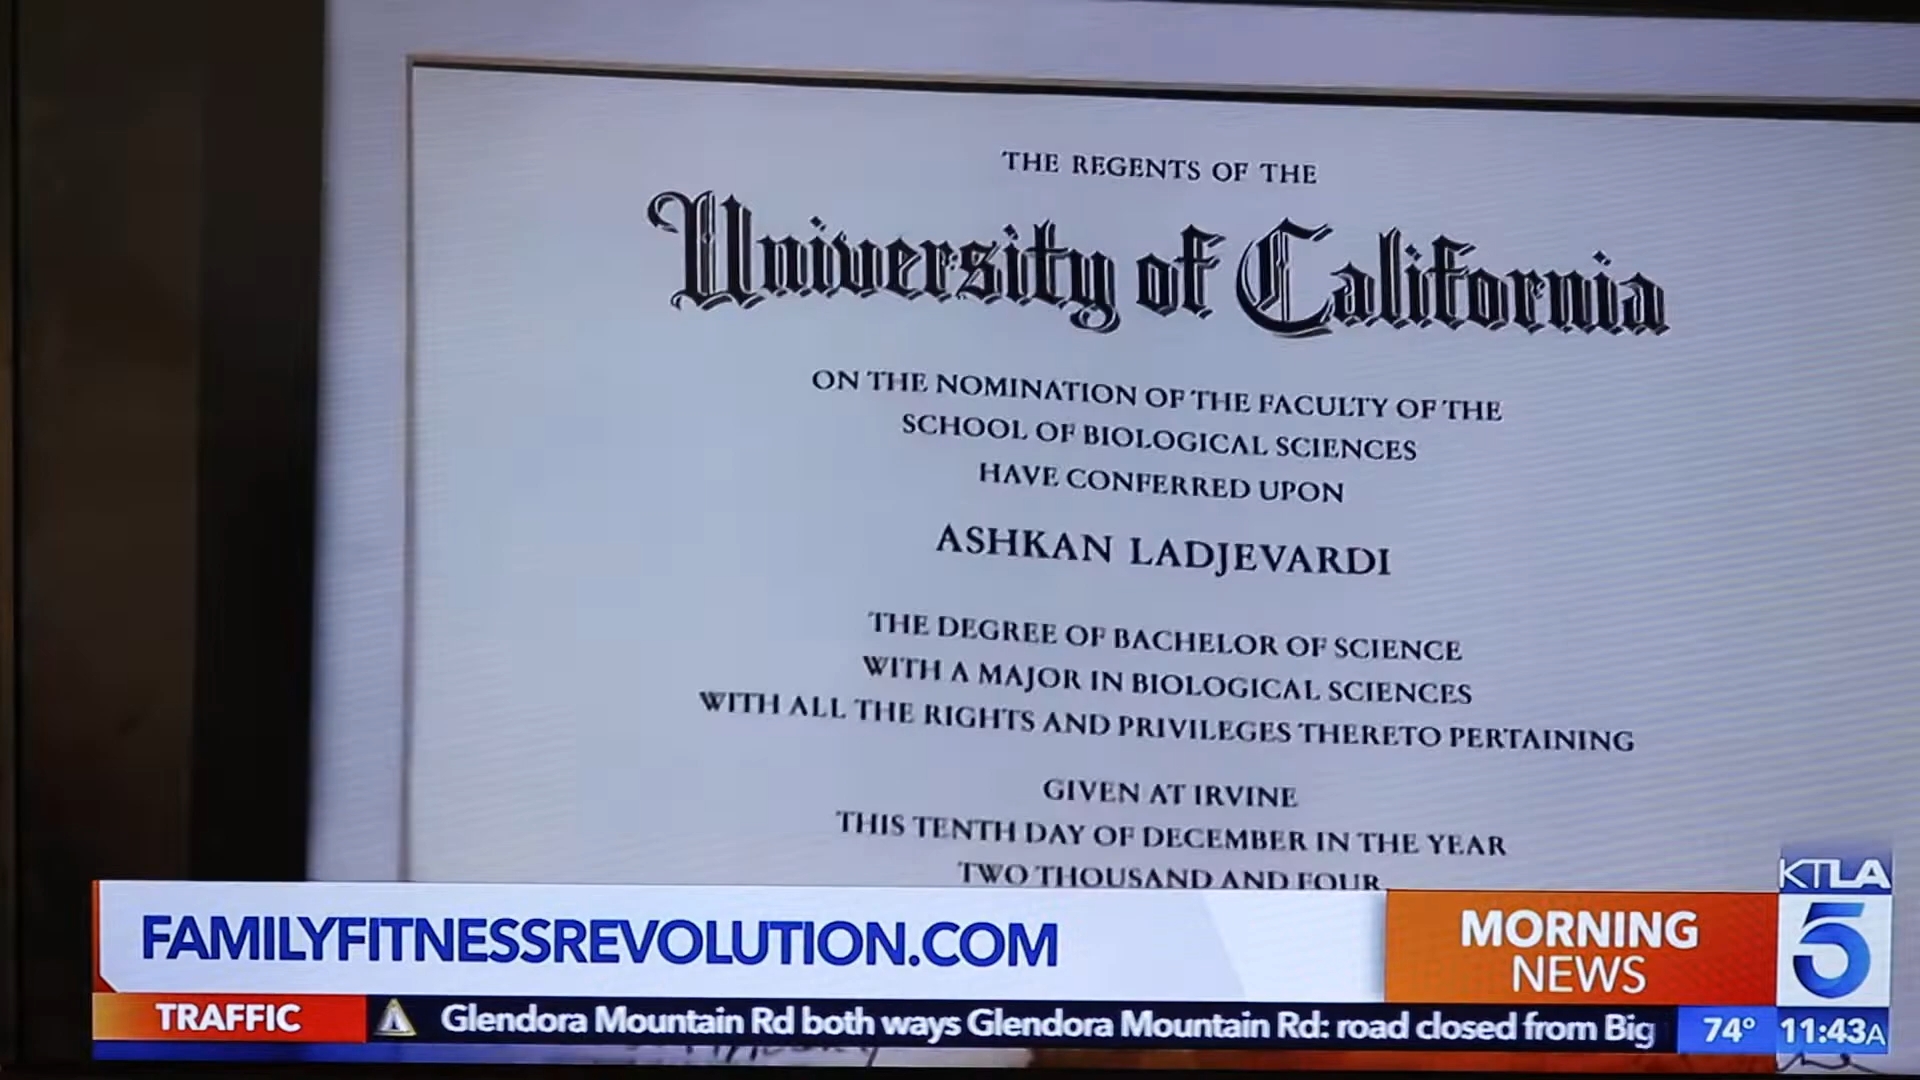 THE REGENTS OF THE
University of California
ON THE NOMINATION OF THE FACULTY OF THE
SCHOOL OF BIOLOGICAL SCIENCES
HAVE CONFERRED UPON
ASHKAN LADJEVARDI
THE DEGREE OF BACHELOR OF SCIENCE
WITH A MAJOR IN BIOLOGICAL SCIENCES
WITH ALL THE RIGHTS AND PRIVILEGES THERETO PERTAINING
GIVEN AT IRVINE
THIS TENTH DAY OF DECEMBER IN THE YEAR
TWO THOUSAND AND FOUR
FAMILYFITNESSREVOLUTION.COM
MORNING
NEWS
KTLA
5
TRAFFIC
Glendora Mountain Rd both ways Glendora Mountain Rd: road closed from Big
74° 11:43A